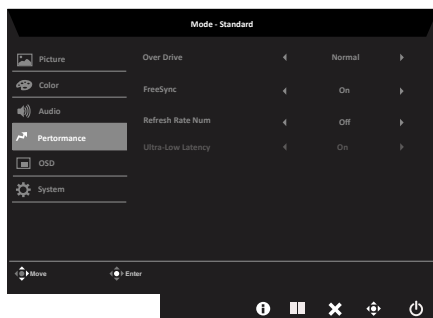 Mode - Standard
Picture
Over Drive Normal
Color
FreeSync On
Audio
Refresh Rate Num Off
Pertormance
Ultra-Low Latency On
OSD
System
Move Enter